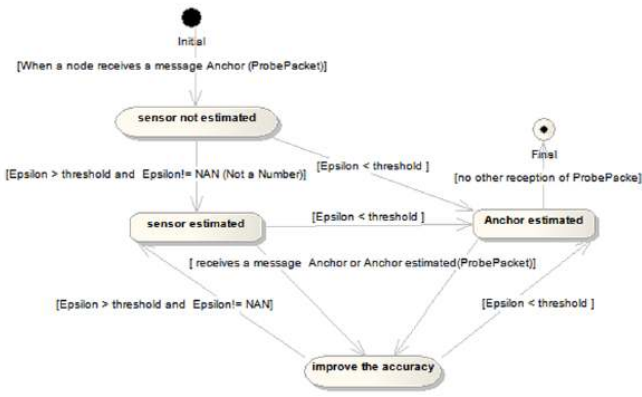 Initial
[When a node receives a message Anchor (ProbePacket)]
sensor not estimated
[Epsilon < threshold ]
Final
[Epsilon > threshold and Epsilon!= NAN (Not a Number)]
[no other reception of ProbePacke]
sensor estimated
[Epsilon < threshold ]
Anchor estimated
[ receives a message Anchor or Anchor estimated(ProbePacket)]
[Epsilon > threshold and Epsilon!= NAN]
[Epsilon < threshold ]
improve the accuracy